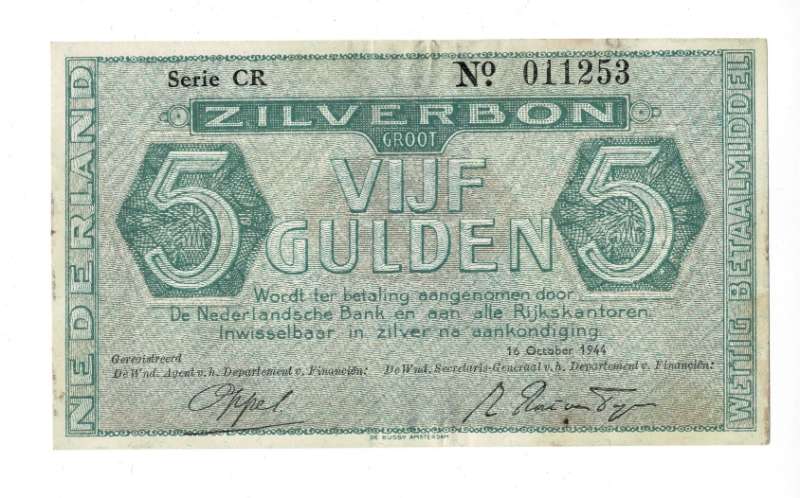 Serie CR
Nº 011253
ZILVERBON
GROOT
VIJF
GULDEN
5
5
NEDERLAND
WETTIG BETAALMIDDEL
Wordt ter betaling aangenomen door
De Nederlandsche Bank en aan alle Rijkskantoren.
Inwisselbaar in zilver na aankondiging.
16 October 1944
Geregistreerd
De Wnd. Agent v. h. Departement v. Financiën:
De Wnd. Secretaris-Generaal v. h. Departement v. Financiën:
Oppel
DE BUSSY AMSTERDAM